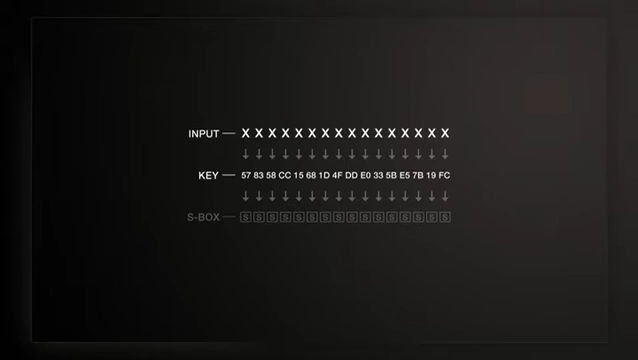 INPUT — X X X X X X X X X X X X X X X X
KEY — 57 83 58 CC 15 68 1D 4F DD E0 33 5B E5 7B 19 FC
S-BOX — S S S S S S S S S S S S S S S S